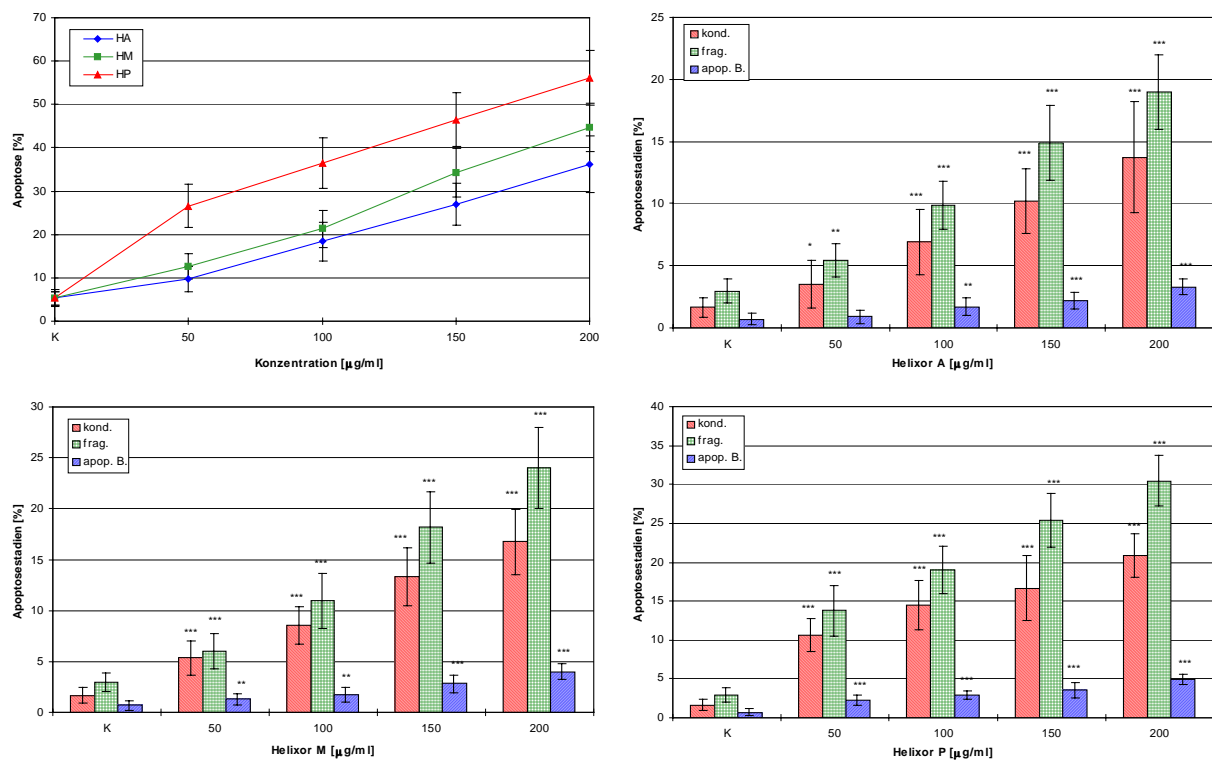 HA
HM
HP
Apoptose [%]
70
60
50
40
30
20
10
0
K 50 100 150 200
Konzentration [µg/ml]
kond.
frag.
apop. B.
Apoptosestadien [%]
25
20
15
10
5
0
* ** *** *** ** *** *** *** *** *** ***
K 50 100 150 200
Helixor A [µg/ml]
kond.
frag.
apop. B.
Apoptosestadien [%]
30
25
20
15
10
5
0
*** *** ** *** *** ** *** *** *** *** *** ***
K 50 100 150 200
Helixor M [µg/ml]
kond.
frag.
apop. B.
Apoptosestadien [%]
40
35
30
25
20
15
10
5
0
*** *** *** *** *** *** *** *** *** *** *** ***
K 50 100 150 200
Helixor P [µg/ml]